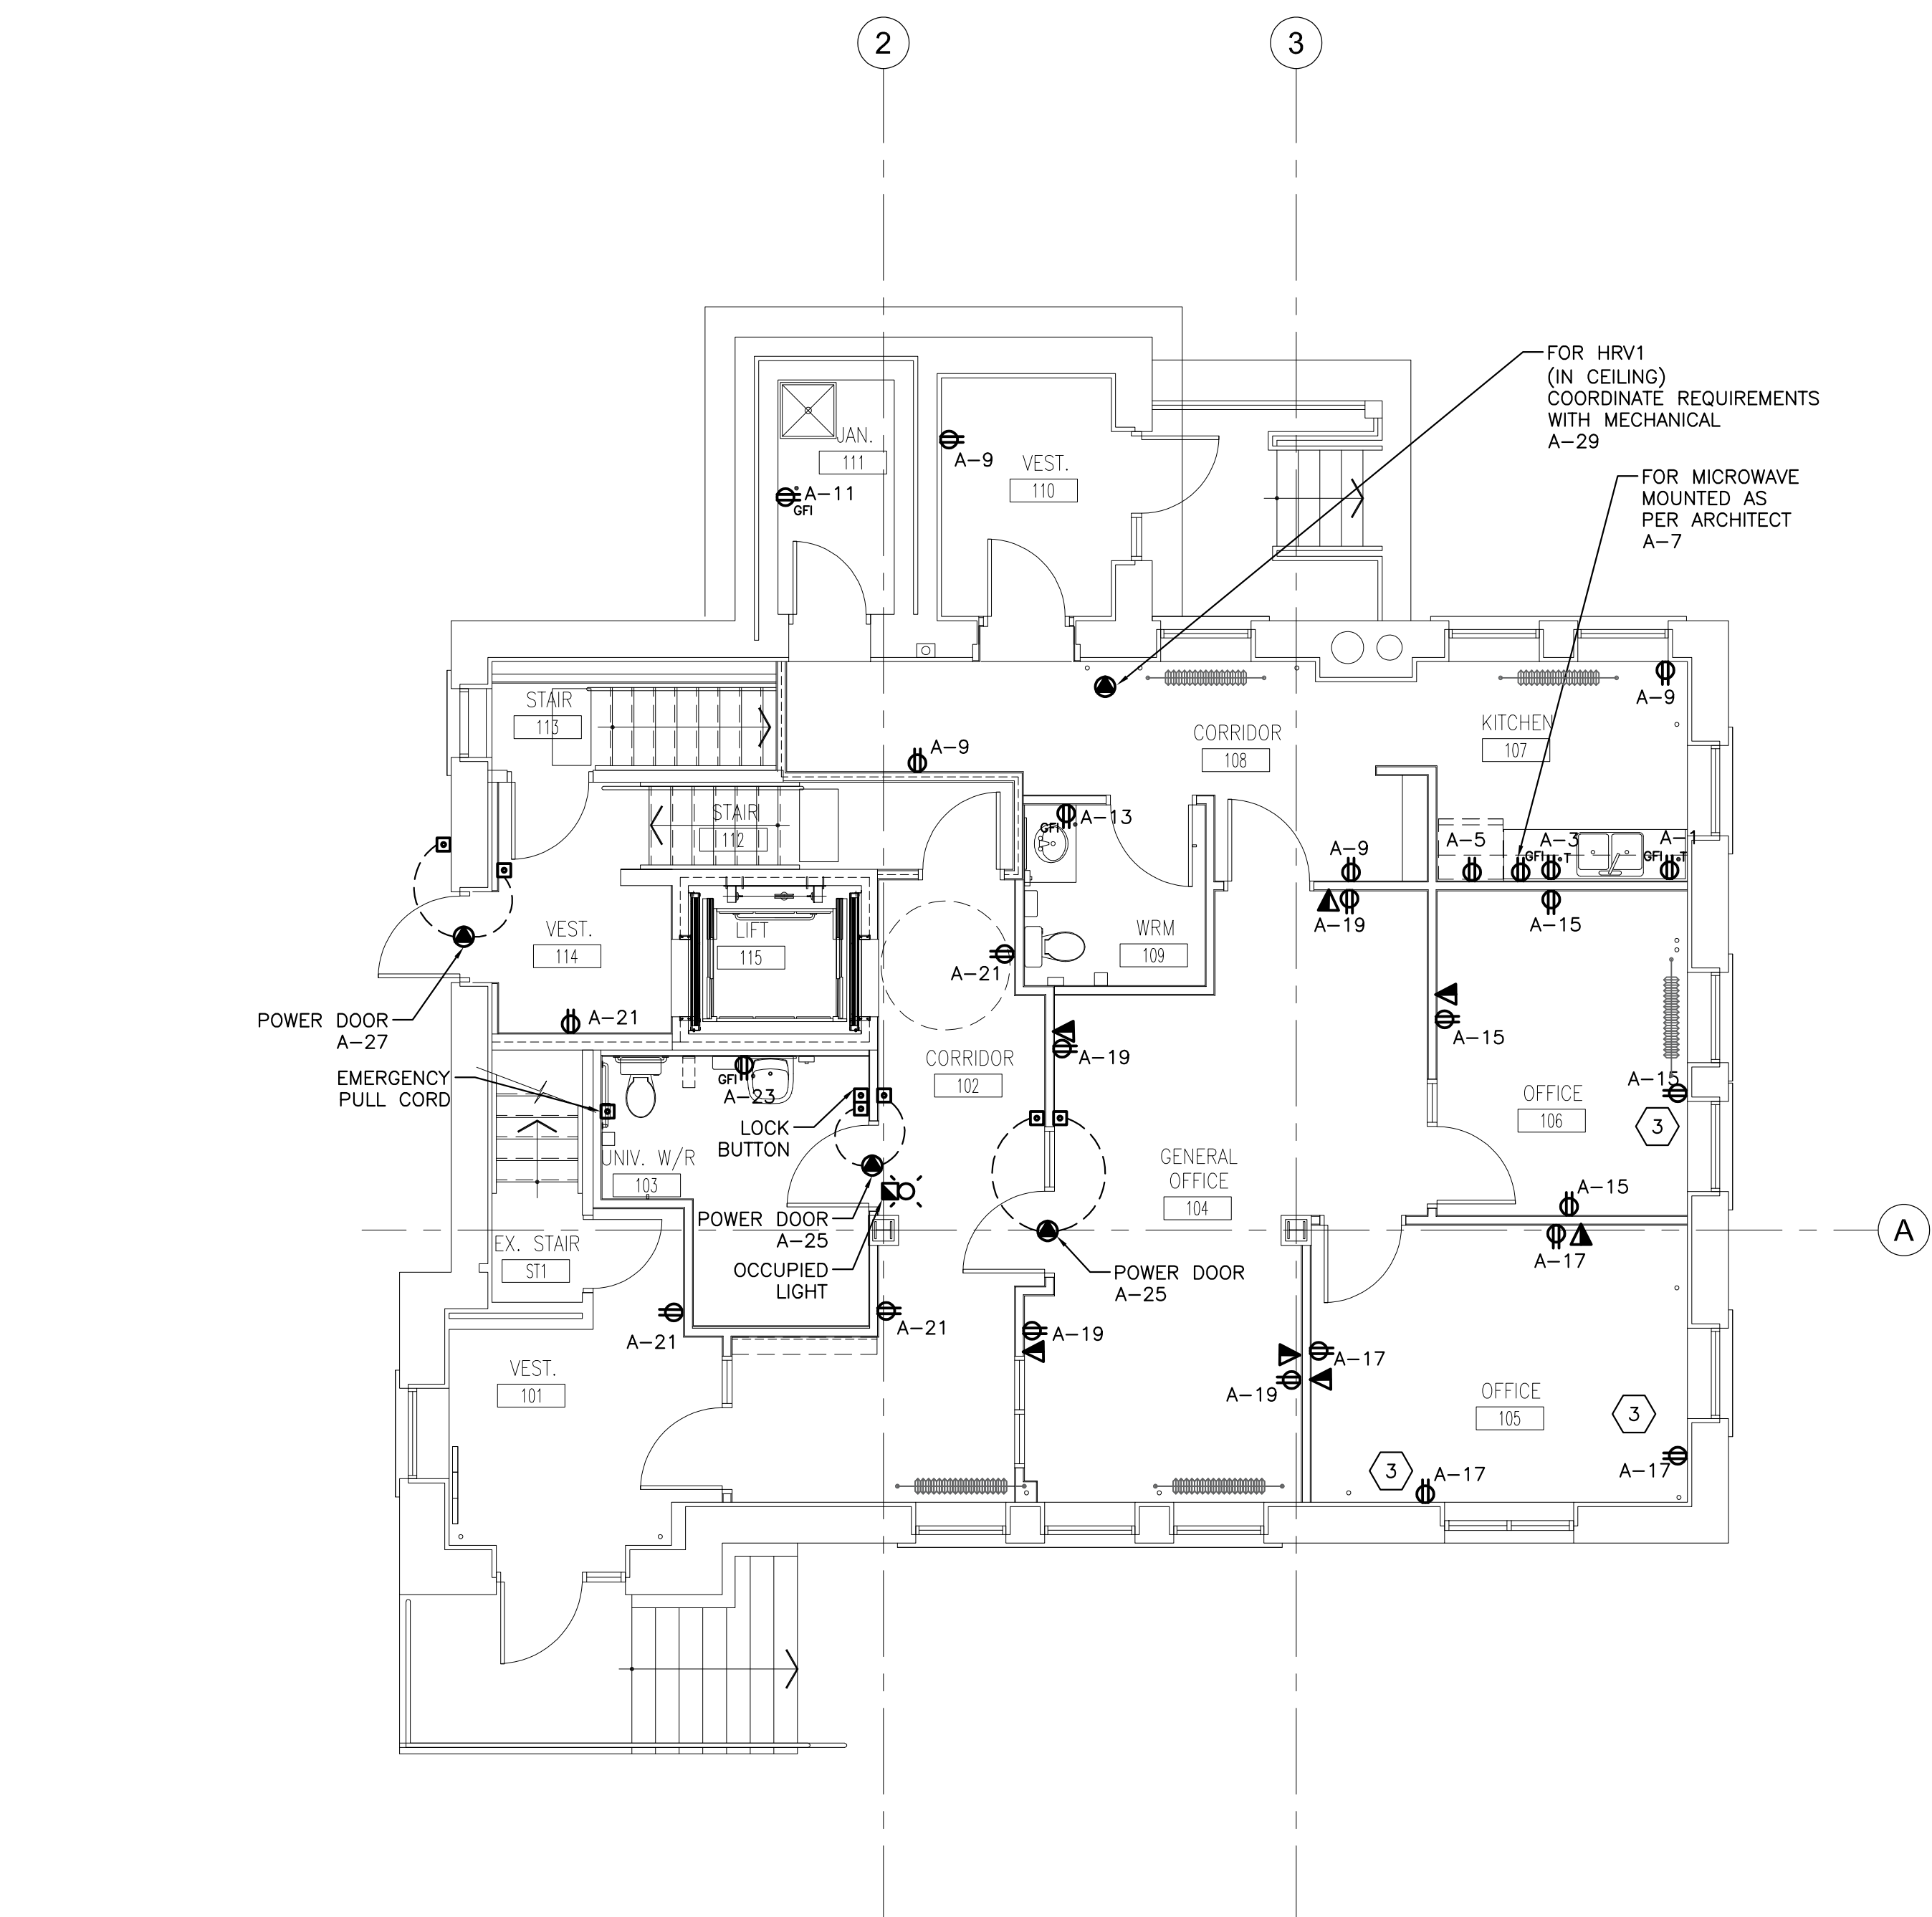 2
3
FOR HRV1
(IN CEILING)
COORDINATE REQUIREMENTS
WITH MECHANICAL
A-29
JAN.
111
A-9
VEST.
110
A-11
GFI
FOR MICROWAVE
MOUNTED AS
PER ARCHITECT
A-7
STAIR
113
A-9
CORRIDOR
108
KITCHEN
107
A-9
STAIR
112
GFI
A-13
A-9
A-5
A-3
GFI
T
A-1
GFI
T
VEST.
114
LIFT
115
A-21
WRM
109
A-19
A-15
POWER DOOR
A-27
A-21
A-19
A-15
EMERGENCY
PULL CORD
GFI
A-23
CORRIDOR
102
A-15
OFFICE
106
3
LOCK
BUTTON
UNIV. W/R
103
GENERAL
OFFICE
104
A-15
POWER DOOR
A-25
A
EX. STAIR
ST1
OCCUPIED
LIGHT
POWER DOOR
A-25
A-17
A-21
A-21
A-19
A-17
VEST.
101
A-19
OFFICE
105
3
3
A-17
A-17